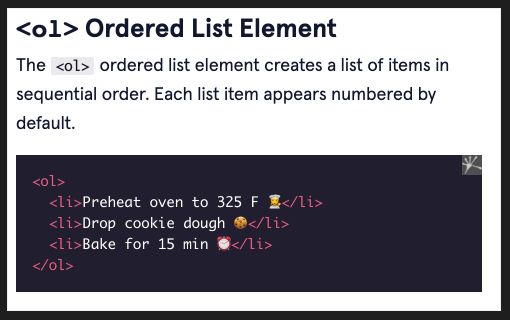 <ol> Ordered List Element
The <ol> ordered list element creates a list of items in
sequential order. Each list item appears numbered by
default.
<ol>
  <li>Preheat oven to 325 F 👨‍🍳</li>
  <li>Drop cookie dough 🍪</li>
  <li>Bake for 15 min ⏰</li>
</ol>